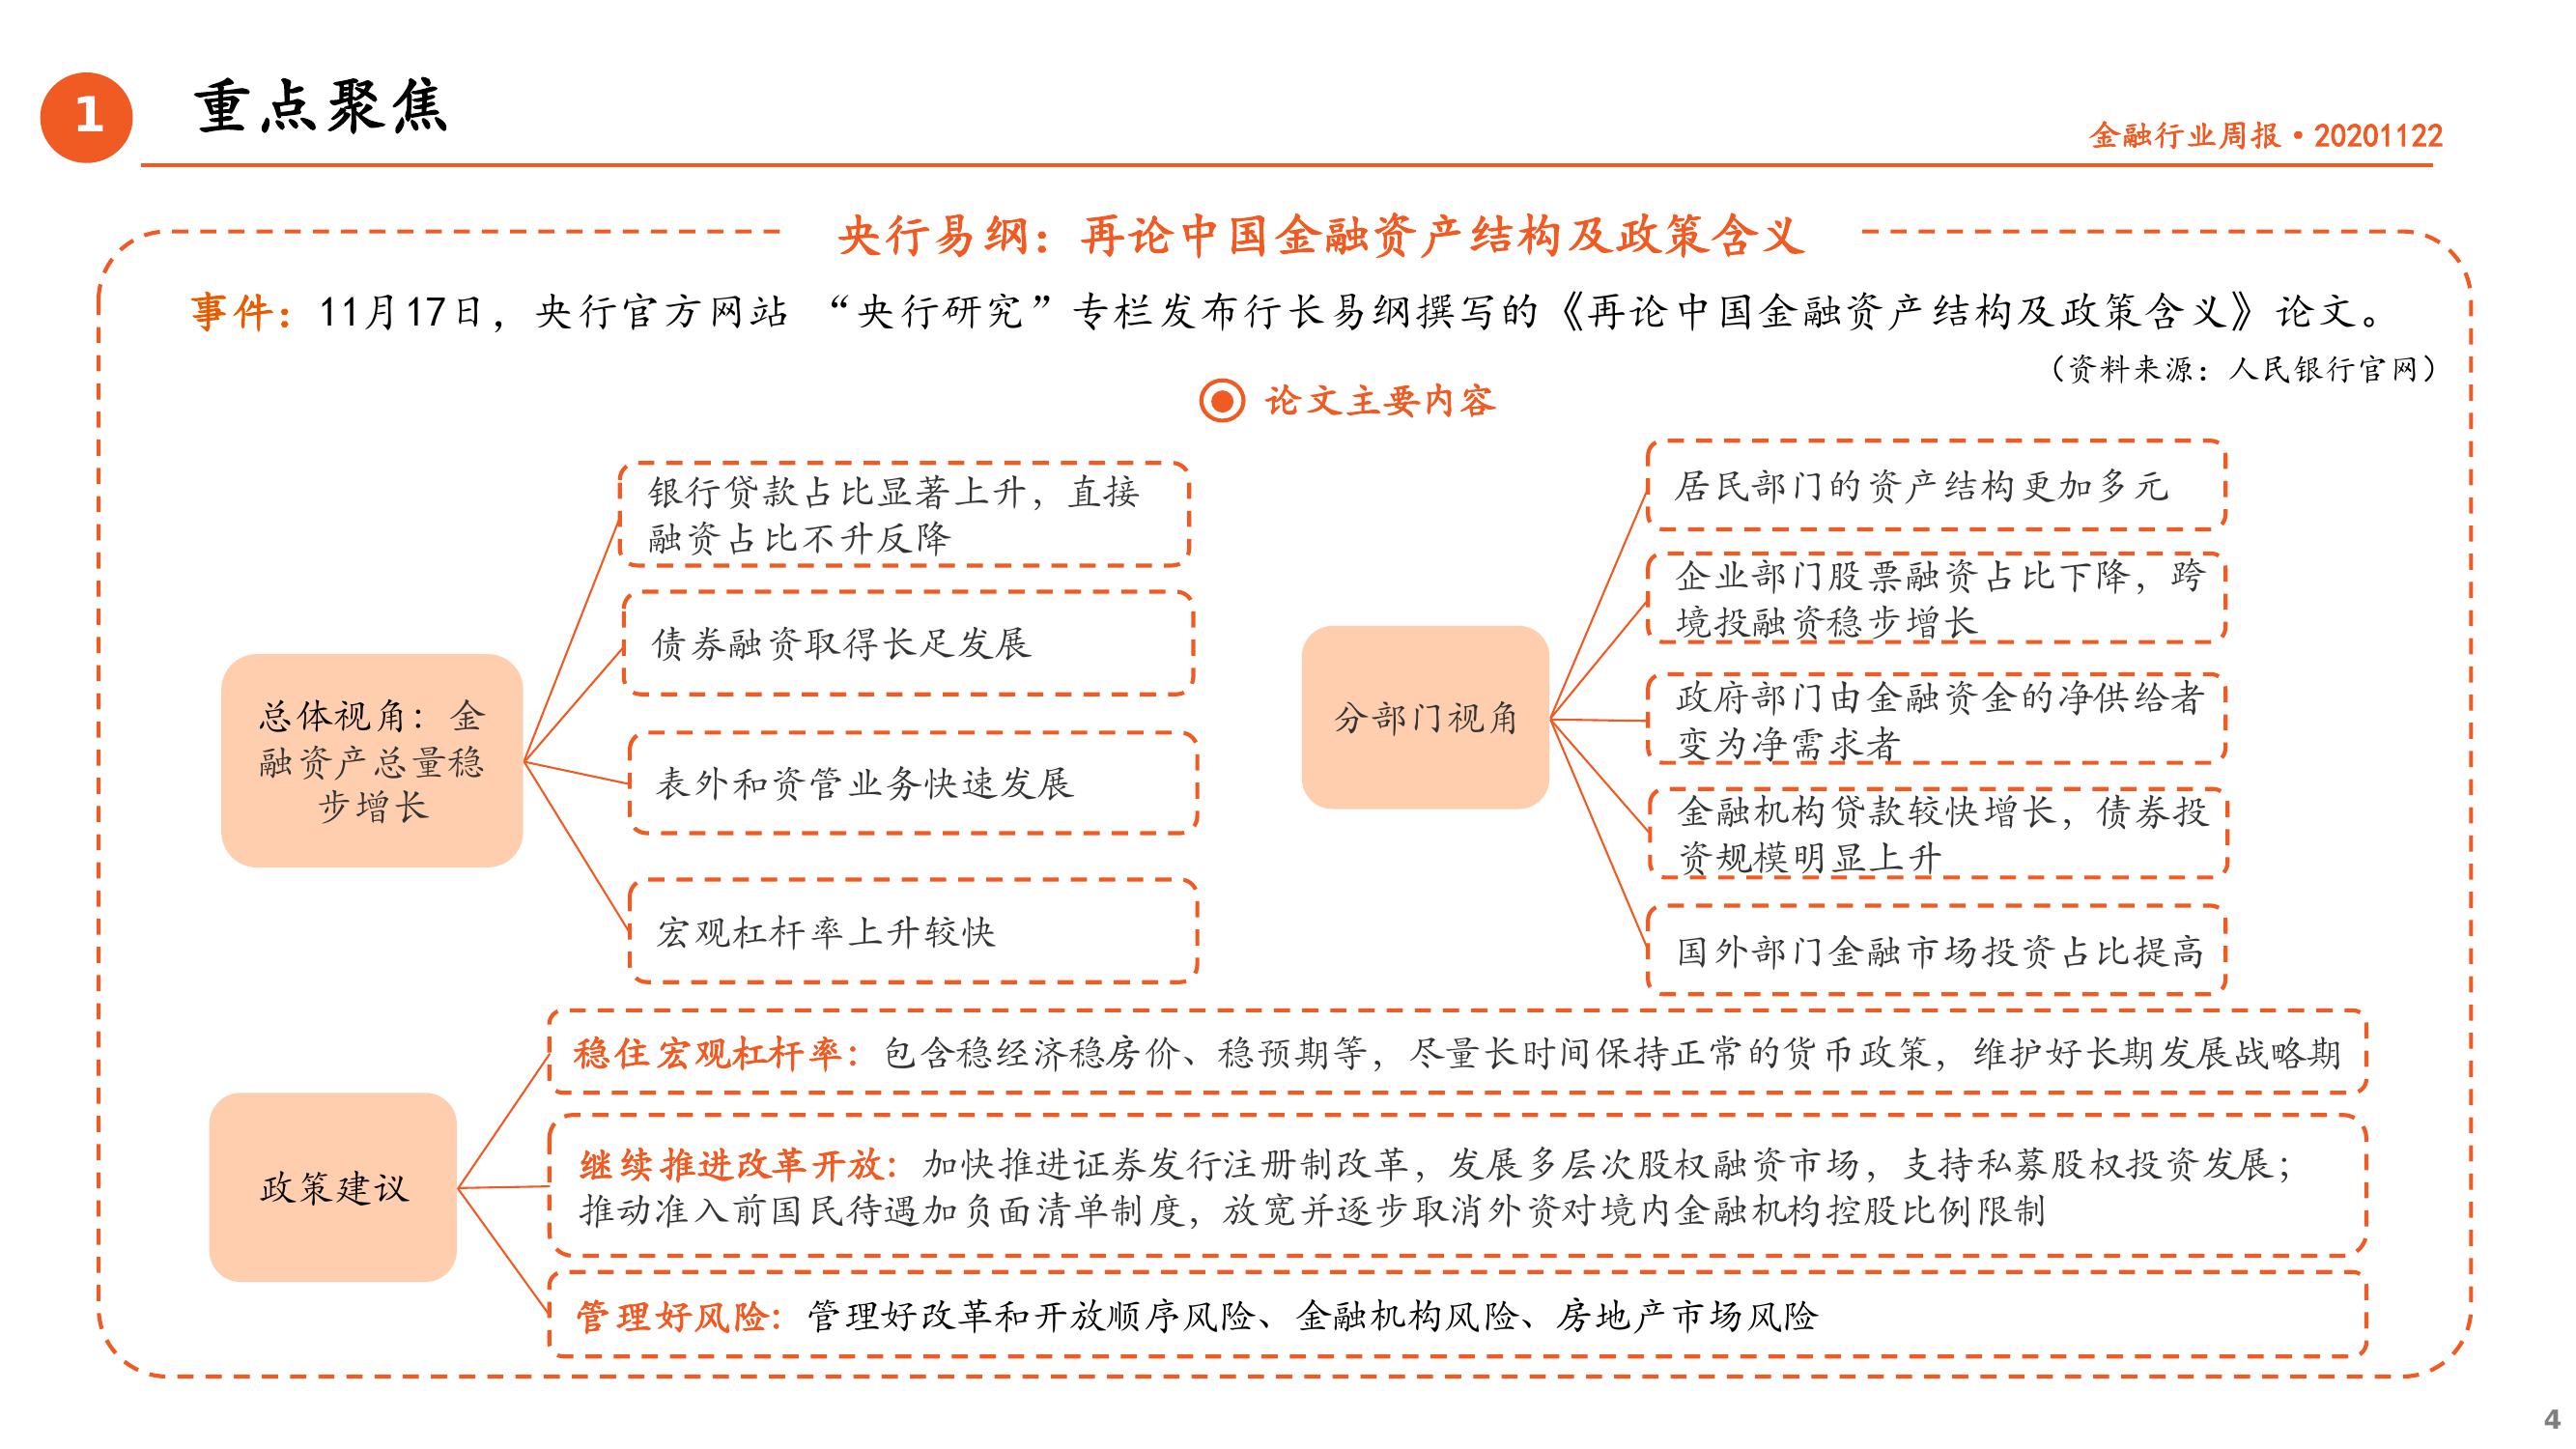 1
重点聚焦
金融行业周报•20201122
央行易纲：再论中国金融资产结构及政策含义
事件：11月17日，央行官方网站 “央行研究”专栏发布行长易纲撰写的《再论中国金融资产结构及政策含义》论文。
（资料来源：人民银行官网）
论文主要内容
总体视角：金
融资产总量稳
步增长
银行贷款占比显著上升，直接
融资占比不升反降
债券融资取得长足发展
表外和资管业务快速发展
宏观杠杆率上升较快
分部门视角
居民部门的资产结构更加多元
企业部门股票融资占比下降，跨
境投融资稳步增长
政府部门由金融资金的净供给者
变为净需求者
金融机构贷款较快增长，债券投
资规模明显上升
国外部门金融市场投资占比提高
政策建议
稳住宏观杠杆率：包含稳经济稳房价、稳预期等，尽量长时间保持正常的货币政策，维护好长期发展战略期
继续推进改革开放：加快推进证券发行注册制改革，发展多层次股权融资市场，支持私募股权投资发展；
推动准入前国民待遇加负面清单制度，放宽并逐步取消外资对境内金融机构控股比例限制
管理好风险：管理好改革和开放顺序风险、金融机构风险、房地产市场风险
4